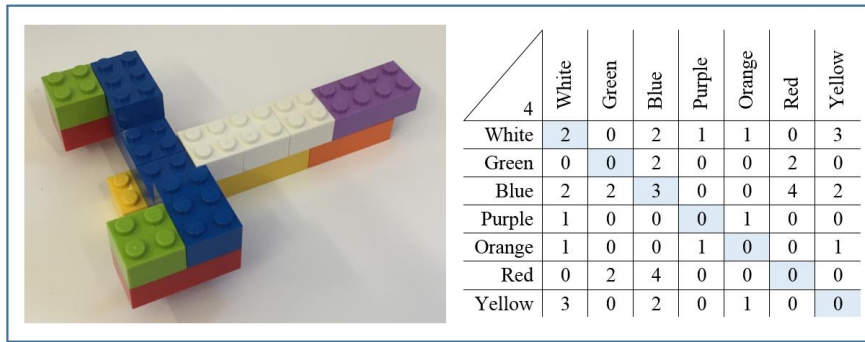 4 White Green Blue Purple Orange Red Yellow
White 2 0 2 1 1 0 3
Green 0 0 2 0 0 2 0
Blue 2 2 3 0 0 4 2
Purple 1 0 0 0 1 0 0
Orange 1 0 0 1 0 0 1
Red 0 2 4 0 0 0 0
Yellow 3 0 2 0 1 0 0